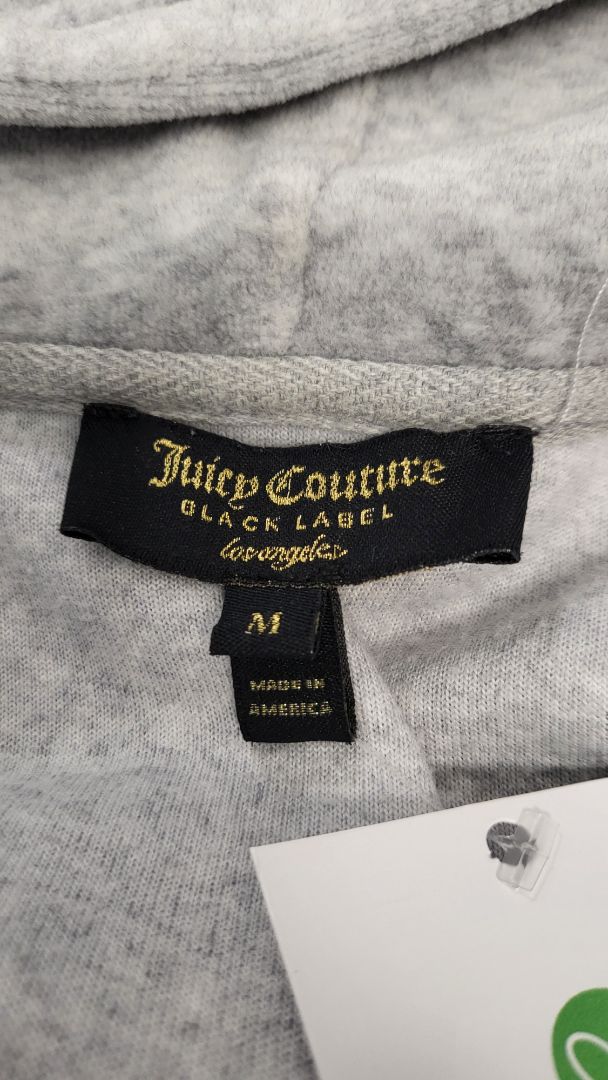 Juicy Couture
BLACK LABEL
los angeles
M
MADE IN
AMERICA